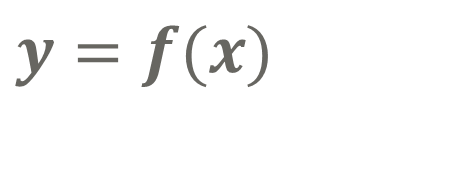 y = f(x)